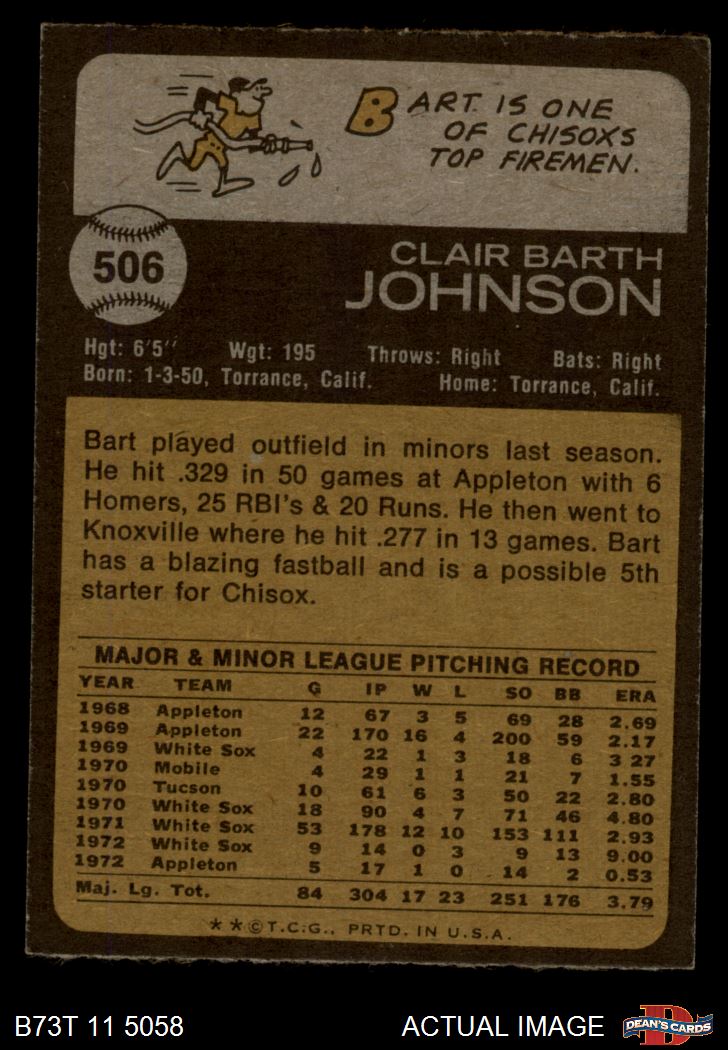 BART IS ONE
OF CHISOXS
TOP FIREMEN.
506
CLAIR BARTH
JOHNSON
Hgt: 6'5" Wgt: 195 Throws: Right Bats: Right
Born: 1-3-50, Torrance, Calif. Home: Torrance, Calif.
Bart played outfield in minors last season.
He hit .329 in 50 games at Appleton with 6
Homers, 25 RBI's & 20 Runs. He then went to
Knoxville where he hit .277 in 13 games. Bart
has a blazing fastball and is a possible 5th
starter for Chisox.
MAJOR & MINOR LEAGUE PITCHING RECORD
YEAR TEAM G IP W L SO BB ERA
1968 Appleton 12 67 3 5 69 28 2.69
1969 Appleton 22 170 16 4 200 59 2.17
1969 White Sox 4 22 1 3 18 6 3 27
1970 Mobile 4 29 1 1 21 7 1.55
1970 Tucson 10 61 6 3 50 22 2.80
1970 White Sox 18 90 4 7 71 46 4.80
1971 White Sox 53 178 12 10 153 111 2.93
1972 White Sox 9 14 0 3 9 13 9.00
1972 Appleton 5 17 1 0 14 2 0.53
Maj. Lg. Tot. 84 304 17 23 251 176 3.79
**©T.C.G., PRTD. IN U.S.A.
B73T 11 5058 ACTUAL IMAGE DEAN'S CARDS